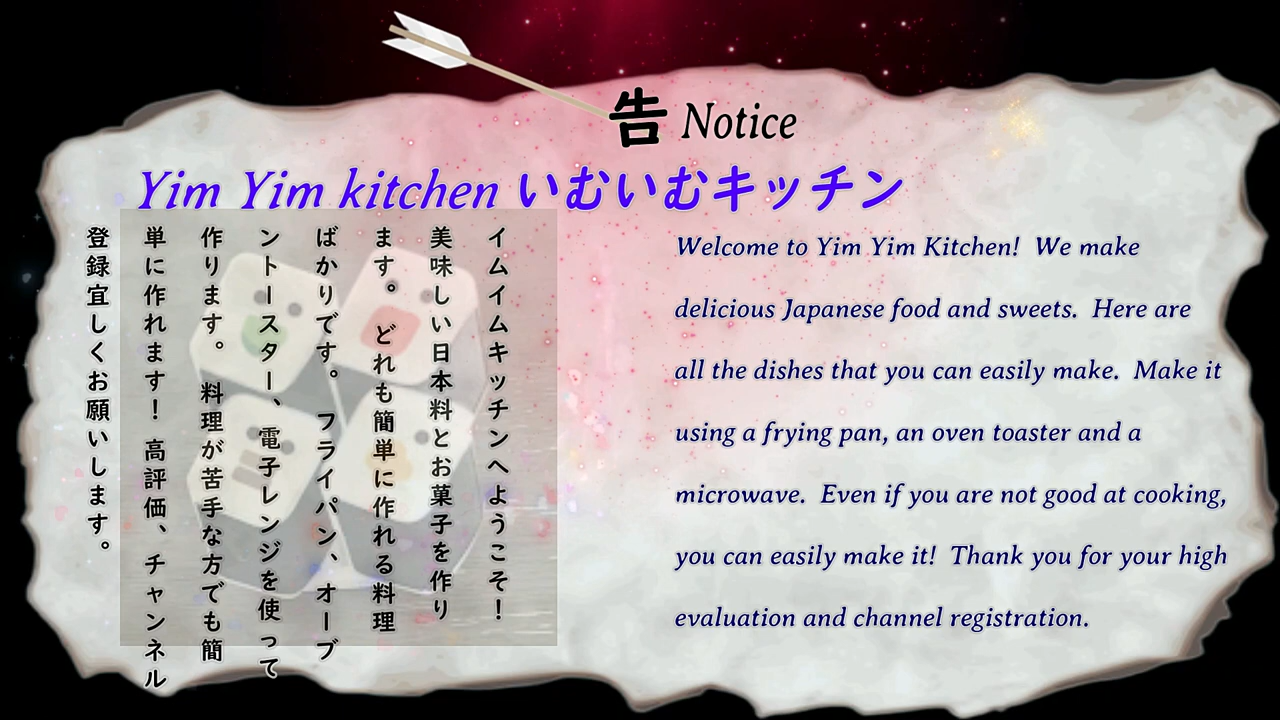 告 Notice
Yim Yim kitchen いむいむキッチン
イムイムキッチンへようこそ！
美味しい日本料とお菓子を作り
ます。 どれも簡単に作れる料理
ばかりです。 フライパン、オーブ
ントースター、電子レンジを使って
作ります。 料理が苦手な方でも簡
単に作れます！ 高評価、チャンネル
登録宜しくお願いします。
Welcome to Yim Yim Kitchen! We make
delicious Japanese food and sweets. Here are
all the dishes that you can easily make. Make it
using a frying pan, an oven toaster and a
microwave. Even if you are not good at cooking,
you can easily make it! Thank you for your high
evaluation and channel registration.